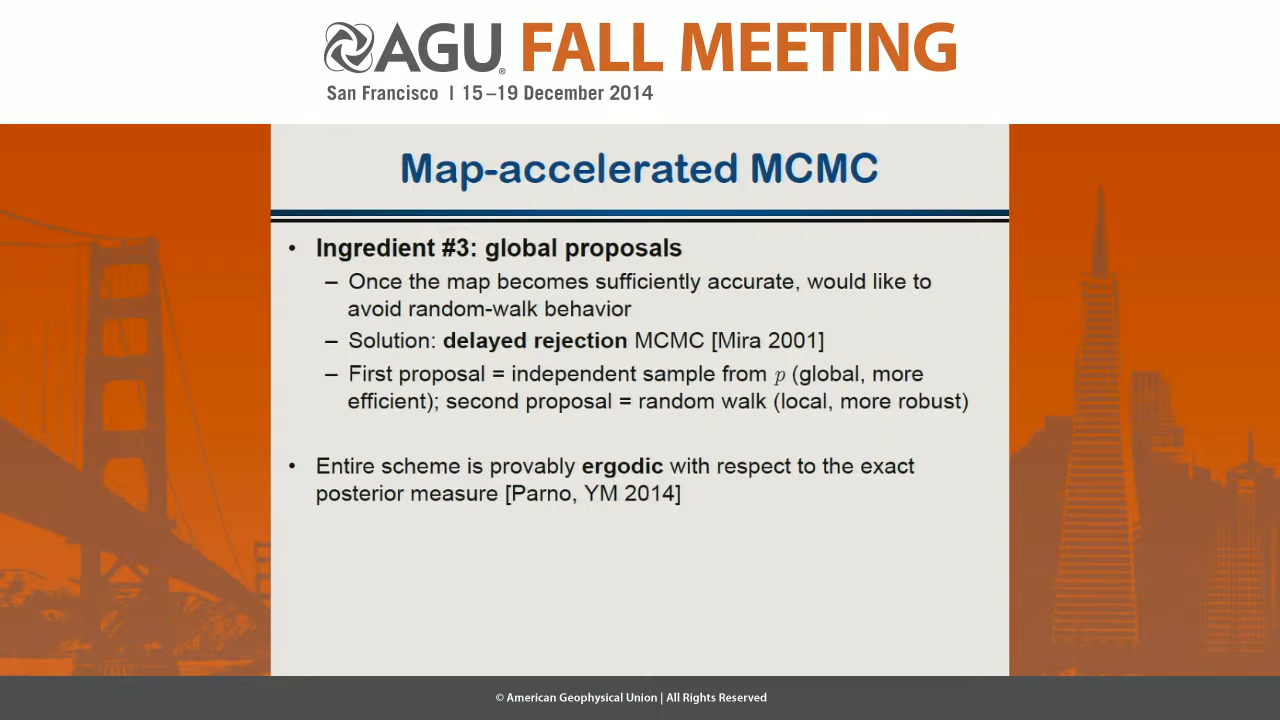 AGU FALL MEETING
San Francisco | 15–19 December 2014
Map-accelerated MCMC
• Ingredient #3: global proposals
– Once the map becomes sufficiently accurate, would like to
avoid random-walk behavior
– Solution: delayed rejection MCMC [Mira 2001]
– First proposal = independent sample from p (global, more
efficient); second proposal = random walk (local, more robust)
• Entire scheme is provably ergodic with respect to the exact
posterior measure [Parno, YM 2014]
© American Geophysical Union | All Rights Reserved